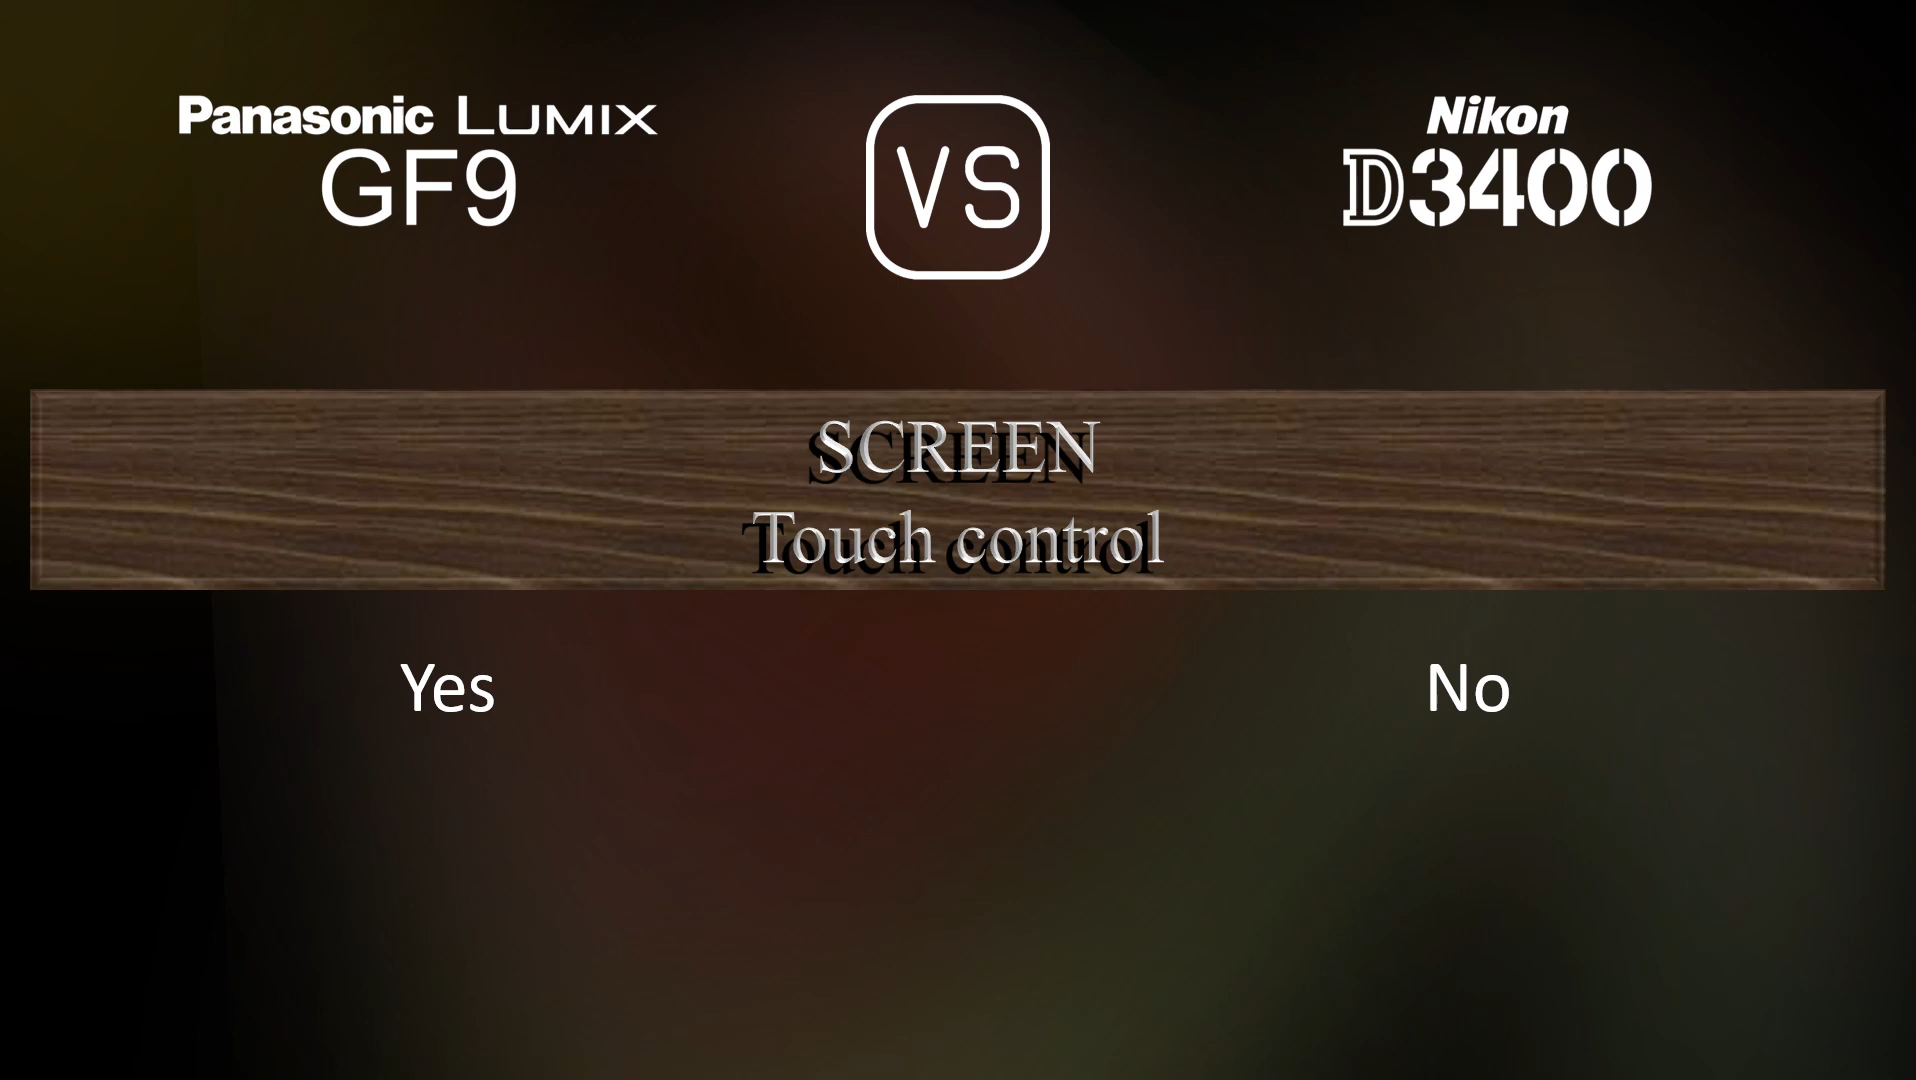 Panasonic LUMIX
GF9
VS
Nikon
D3400
SCREEN
Touch control
Yes
No